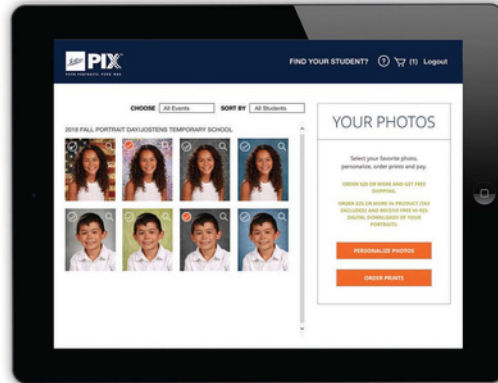 PIX
YOUR PORTRAITS. YOUR WAY.
FIND YOUR STUDENT? ? (1) Logout
CHOOSE All Events SORT BY All Students
2018 FALL PORTRAIT DAY/JOSTENS TEMPORARY SCHOOL
YOUR PHOTOS
Select your favorite photo,
personalize, order prints and pay.
ORDER $20 OR MORE AND GET FREE
SHIPPING.
ORDER $25 OR MORE IN PRODUCT (TAX
EXCLUDED) AND RECEIVE FREE HI-RES
DIGITAL DOWNLOADS OF YOUR
PORTRAITS.
PERSONALIZE PHOTOS
ORDER PRINTS